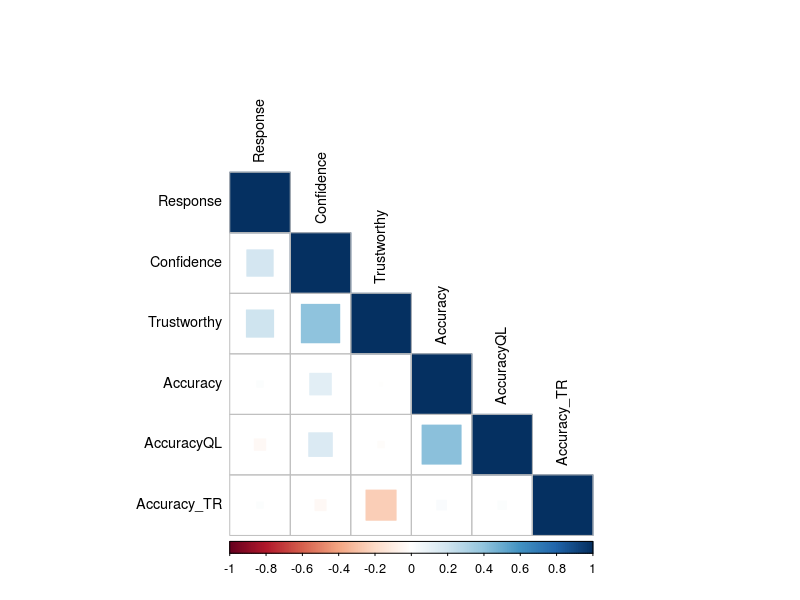 Response
Confidence
Trustworthy
Accuracy
AccuracyQL
Accuracy_TR
Response
Confidence
Trustworthy
Accuracy
AccuracyQL
Accuracy_TR
-1 -0.8 -0.6 -0.4 -0.2 0 0.2 0.4 0.6 0.8 1